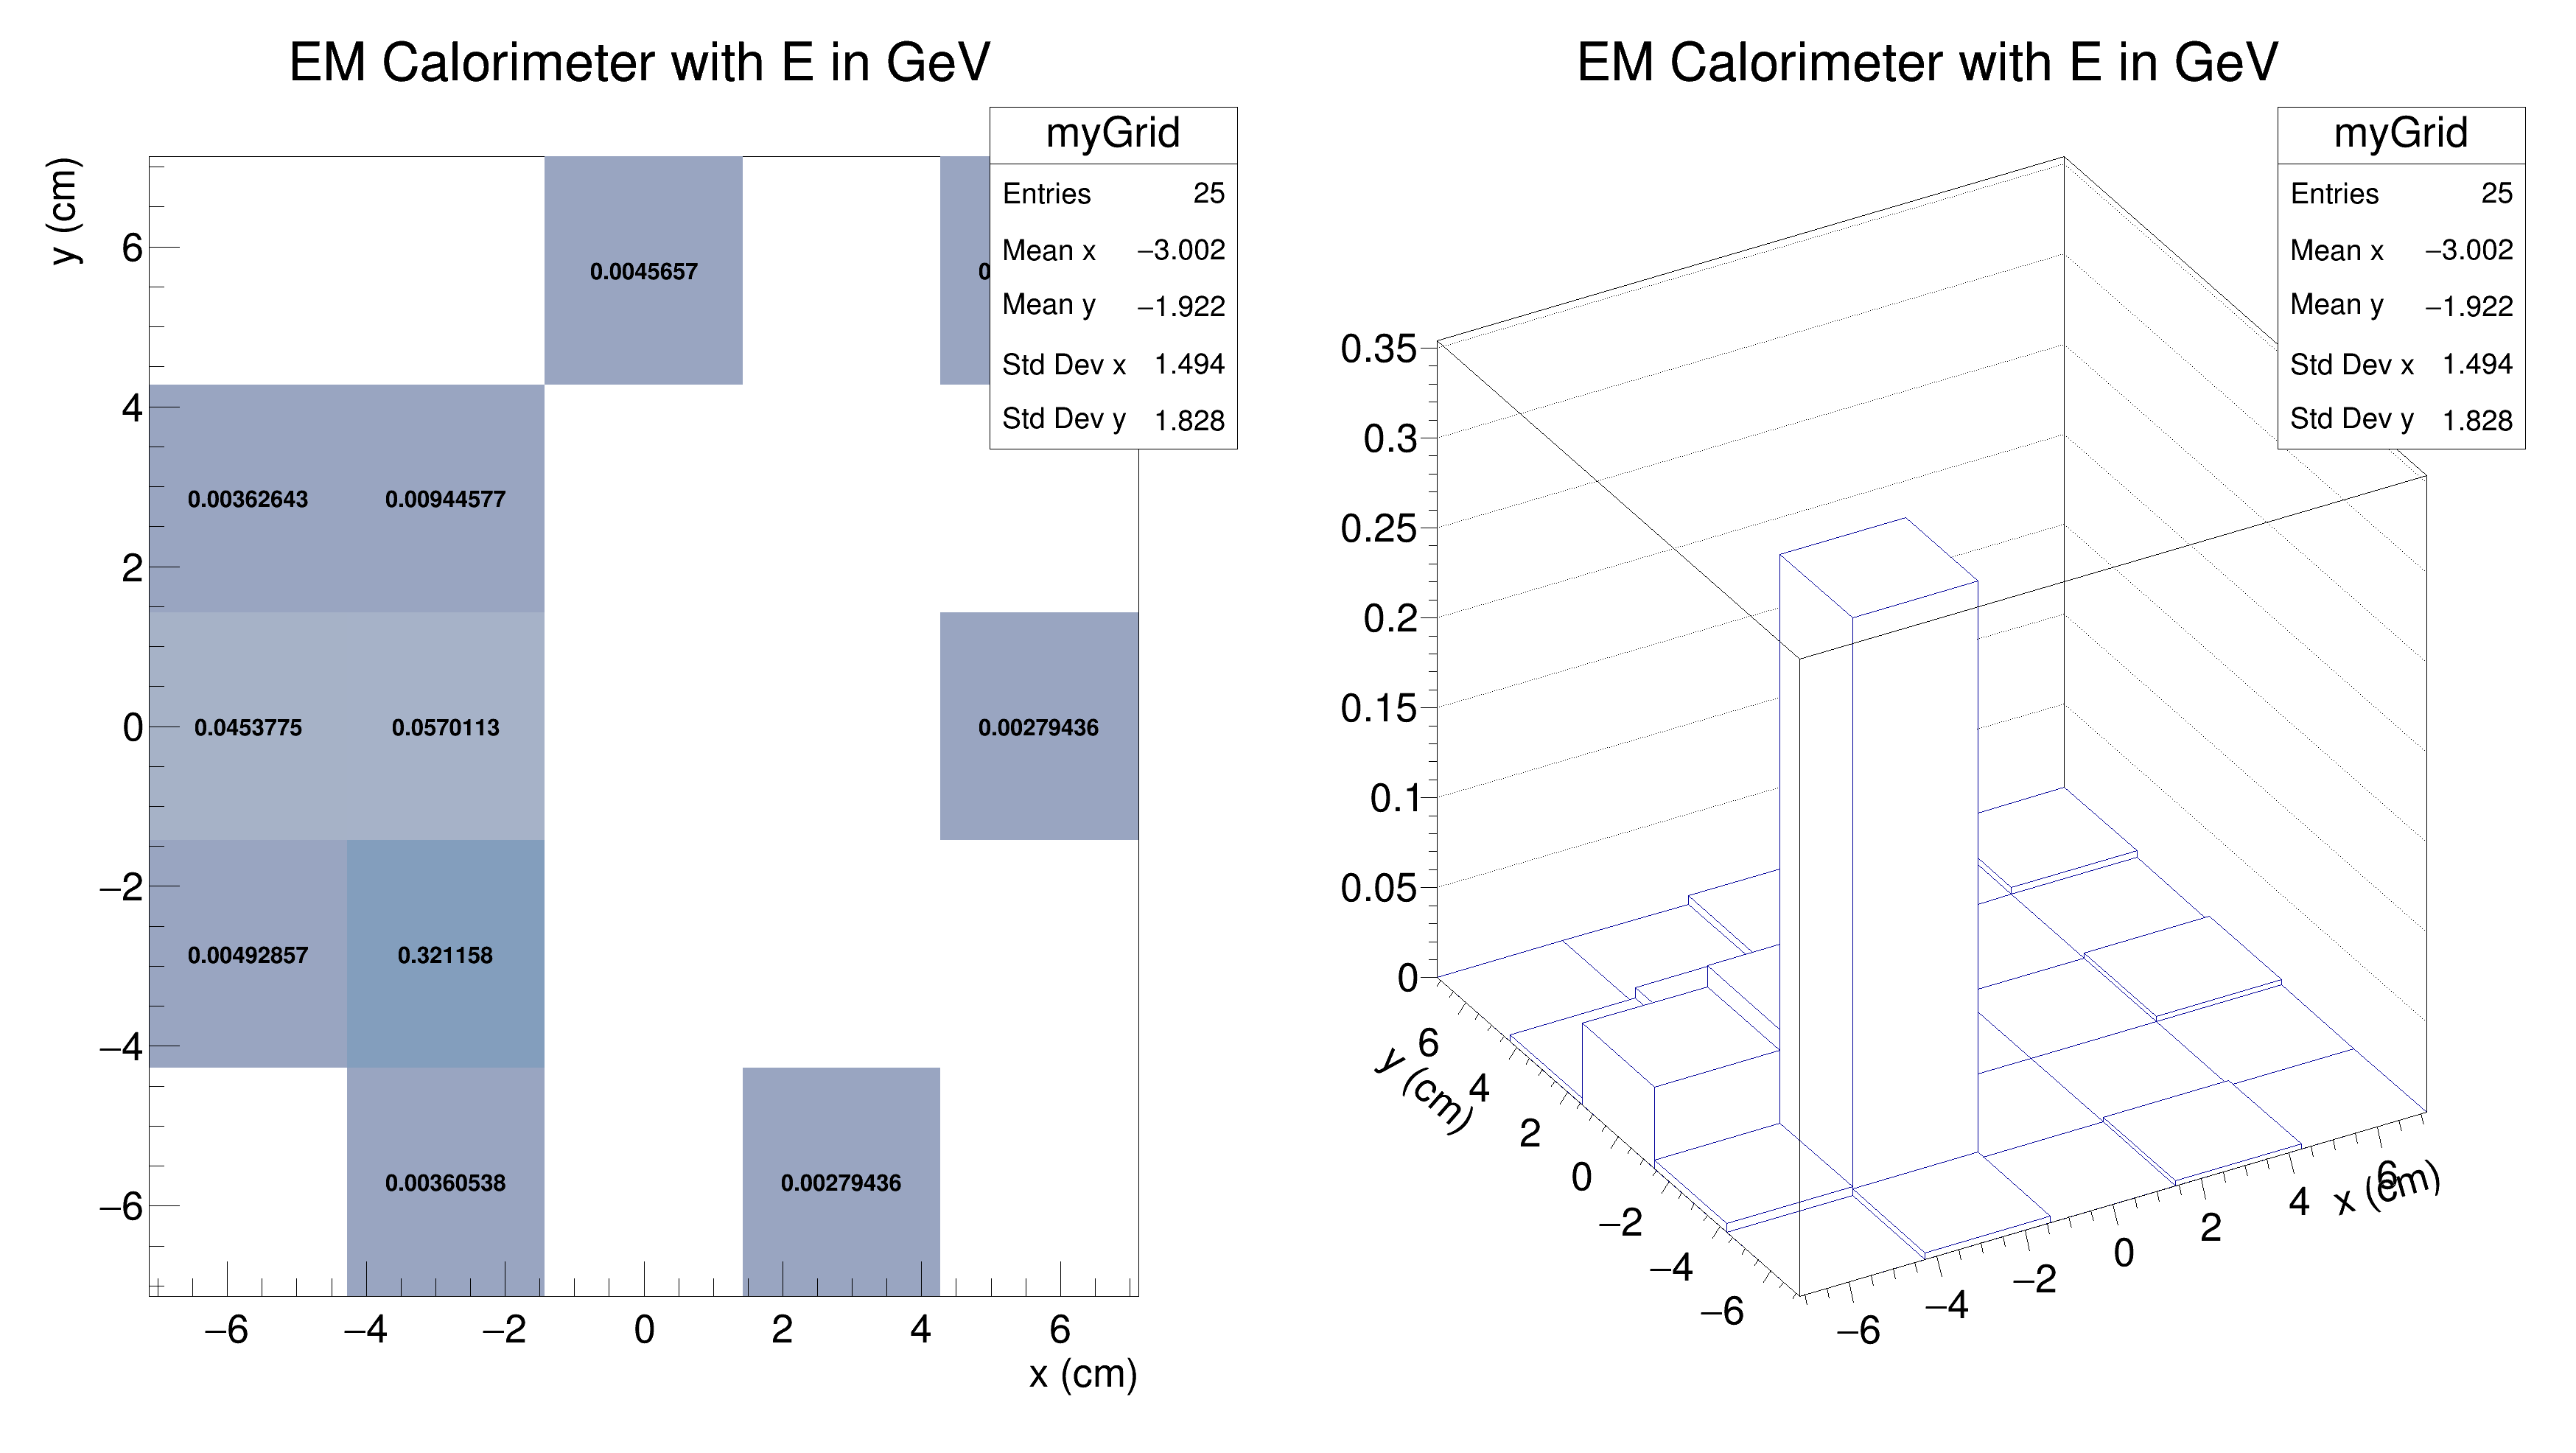 EM Calorimeter with E in GeV
myGrid
Entries 25
Mean x −3.002
Mean y −1.922
Std Dev x 1.494
Std Dev y 1.828
y (cm)
6
4
2
0
−2
−4
−6
0.0045657
0
0.00362643 0.00944577
0.0453775 0.0570113 0.00279436
0.00492857 0.321158
0.00360538 0.00279436
−6 −4 −2 0 2 4 6
x (cm)
EM Calorimeter with E in GeV
myGrid
Entries 25
Mean x −3.002
Mean y −1.922
Std Dev x 1.494
Std Dev y 1.828
0.35
0.3
0.25
0.2
0.15
0.1
0.05
0
6
4
2
0
−2
−4
−6
y (cm)
−6 −4 −2 0 2 4 6
x (cm)